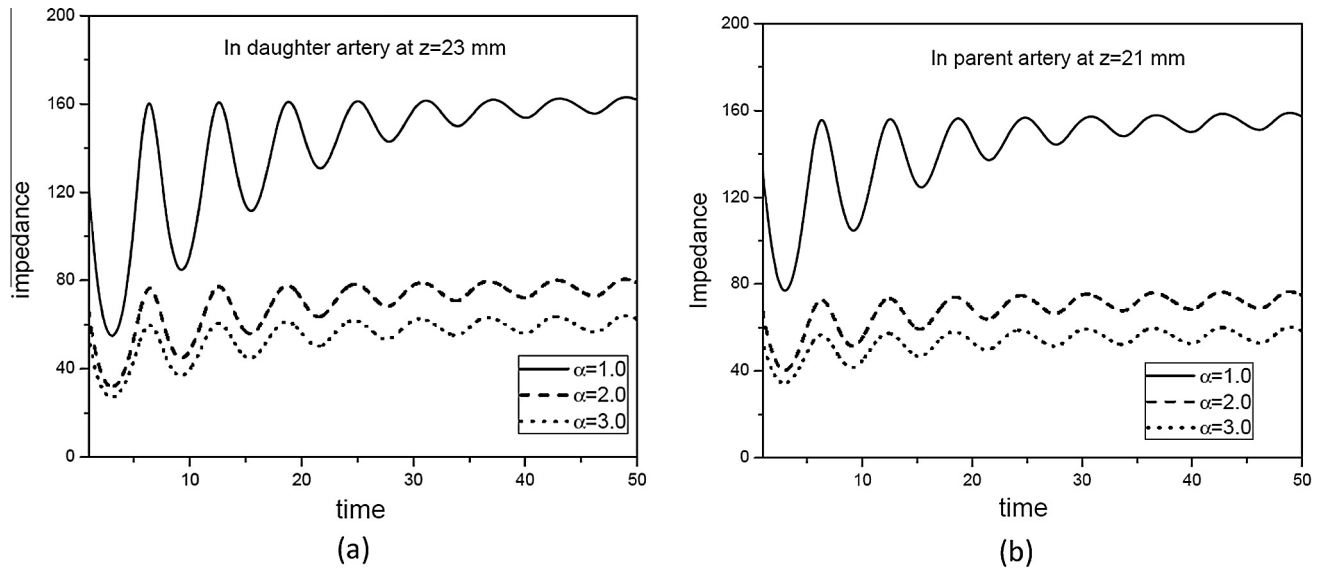 200
In daughter artery at z=23 mm
160
120
80
40
0
impedance
α=1.0
α=2.0
α=3.0
10
20
30
40
50
time
(a)
200
In parent artery at z=21 mm
160
120
80
40
0
Impedance
α=1.0
α=2.0
α=3.0
10
20
30
40
50
time
(b)